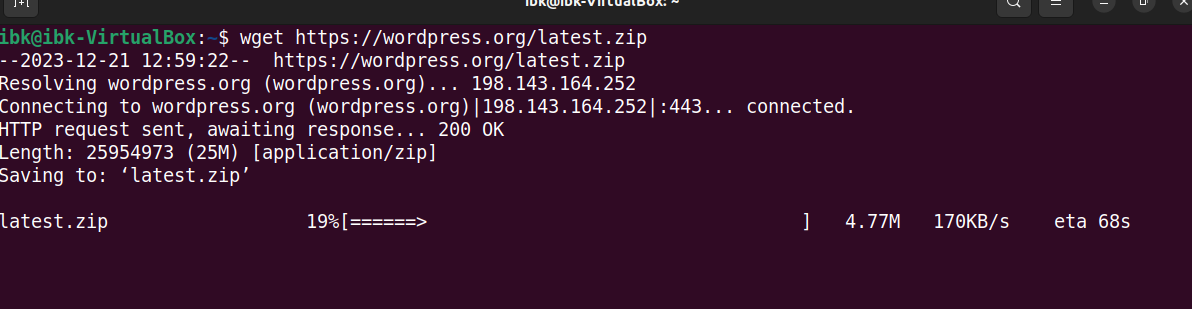 ibk@ibk-VirtualBox: ~
ibk@ibk-VirtualBox:~$ wget https://wordpress.org/latest.zip
--2023-12-21 12:59:22--  https://wordpress.org/latest.zip
Resolving wordpress.org (wordpress.org)... 198.143.164.252
Connecting to wordpress.org (wordpress.org)|198.143.164.252|:443... connected.
HTTP request sent, awaiting response... 200 OK
Length: 25954973 (25M) [application/zip]
Saving to: ‘latest.zip’
latest.zip                  19%[======>                                  ]   4.77M   170KB/s    eta 68s